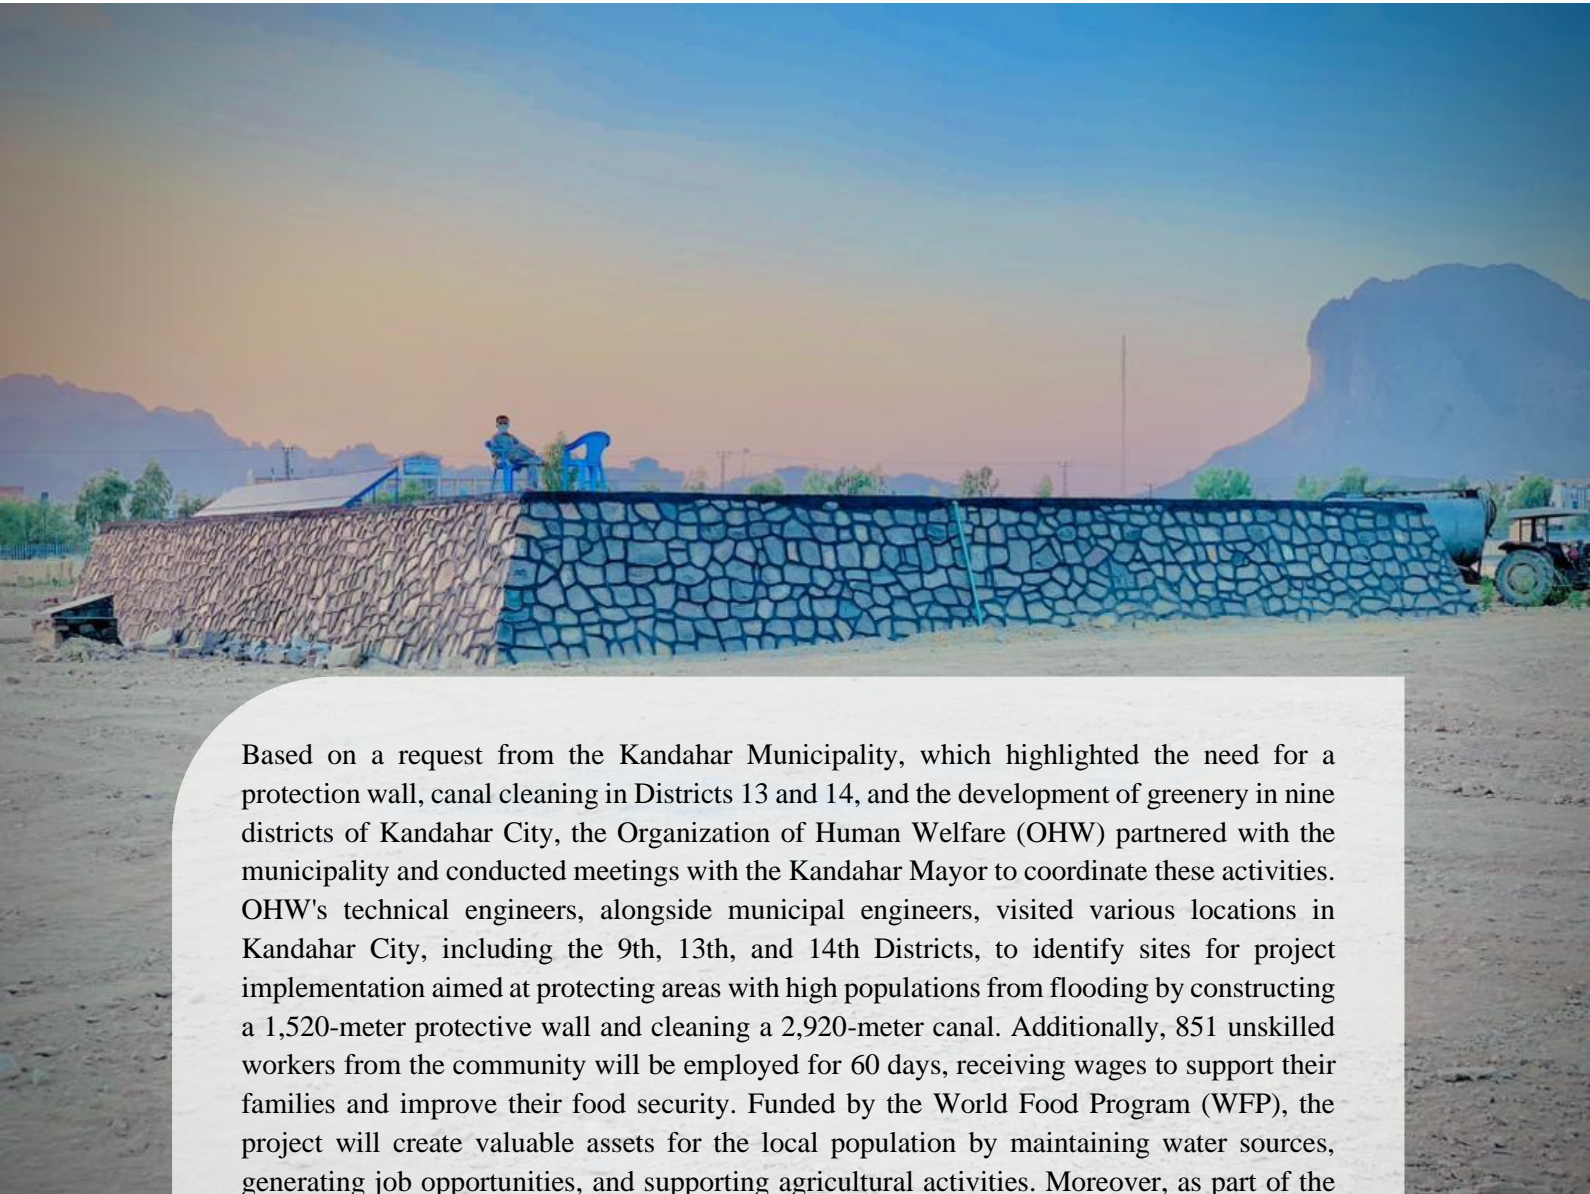 Based on a request from the Kandahar Municipality, which highlighted the need for a
protection wall, canal cleaning in Districts 13 and 14, and the development of greenery in nine
districts of Kandahar City, the Organization of Human Welfare (OHW) partnered with the
municipality and conducted meetings with the Kandahar Mayor to coordinate these activities.
OHW's technical engineers, alongside municipal engineers, visited various locations in
Kandahar City, including the 9th, 13th, and 14th Districts, to identify sites for project
implementation aimed at protecting areas with high populations from flooding by constructing
a 1,520-meter protective wall and cleaning a 2,920-meter canal. Additionally, 851 unskilled
workers from the community will be employed for 60 days, receiving wages to support their
families and improve their food security. Funded by the World Food Program (WFP), the
project will create valuable assets for the local population by maintaining water sources,
generating job opportunities, and supporting agricultural activities. Moreover, as part of the